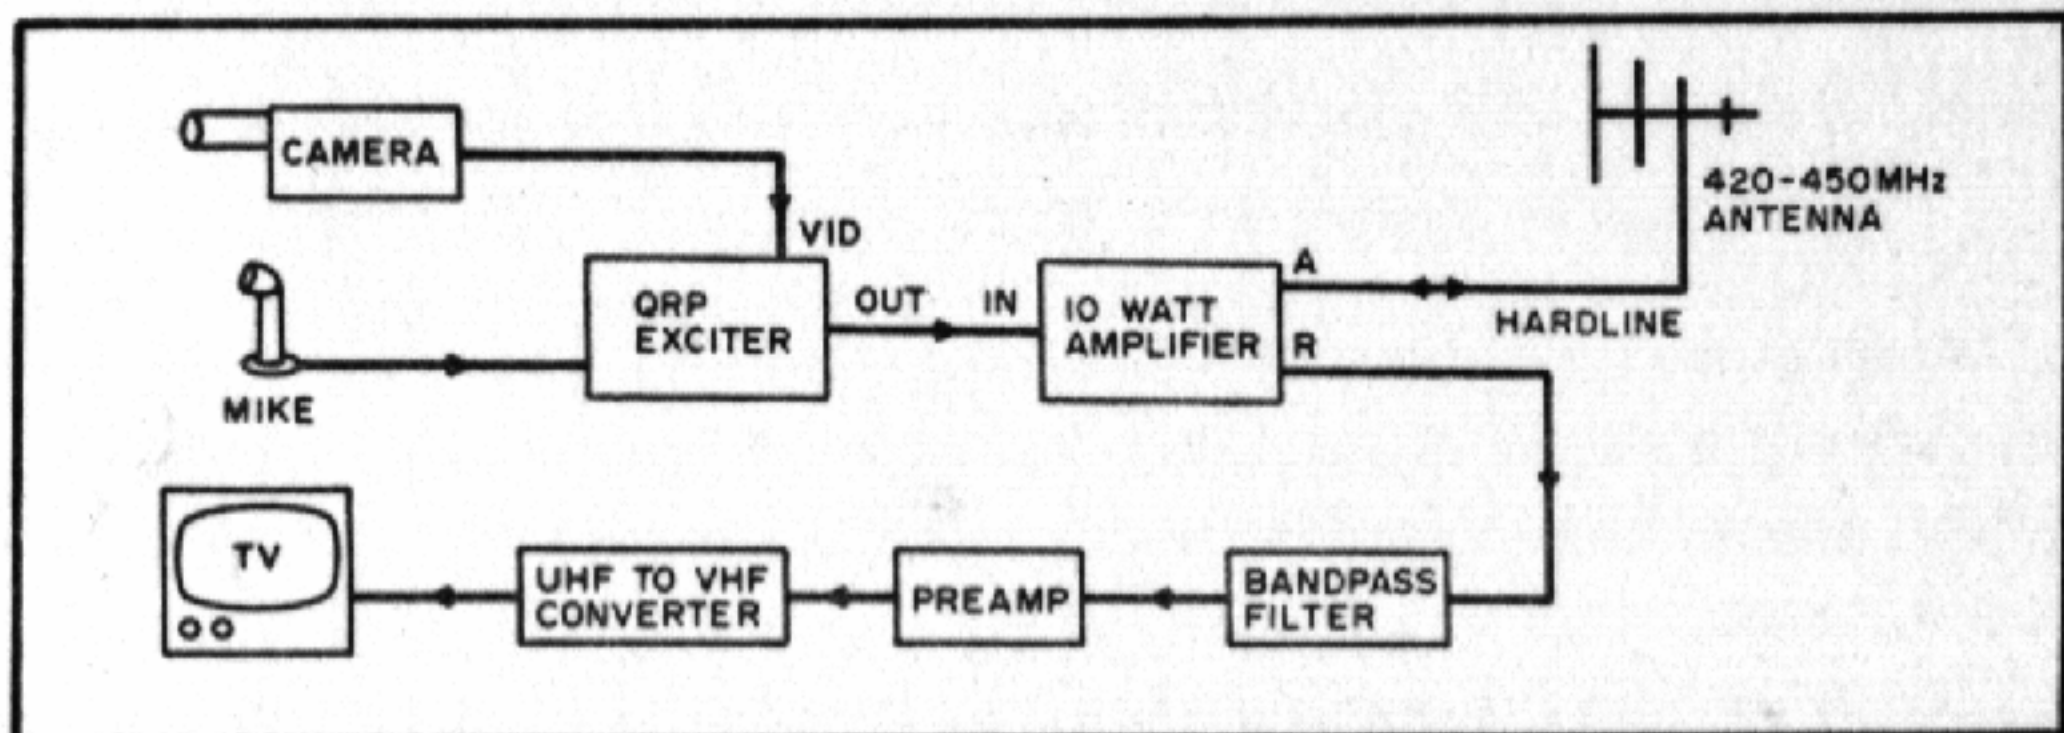 CAMERA
VID
420-450MHz
ANTENNA
QRP
EXCITER
OUT
IN
10 WATT
AMPLIFIER
A
R
HARDLINE
MIKE
TV
UHF TO VHF
CONVERTER
PREAMP
BANDPASS
FILTER